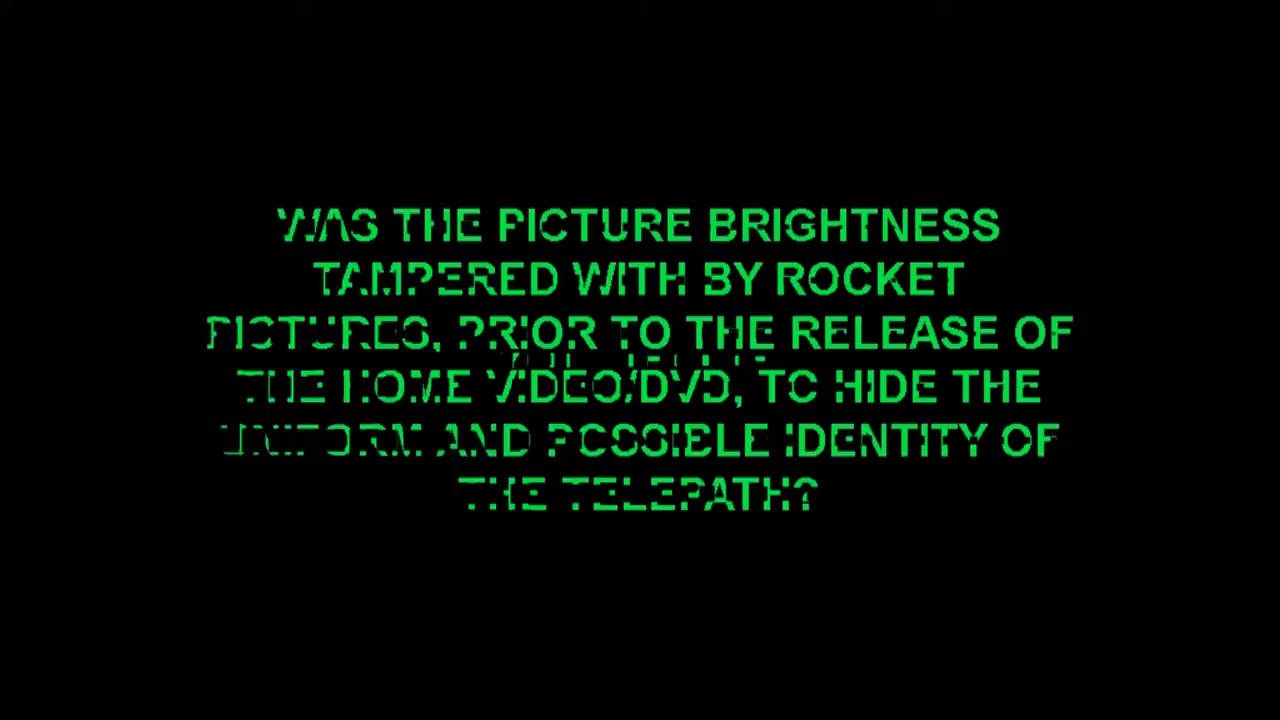 WAS THE PICTURE BRIGHTNESS
TAMPERED WITH BY ROCKET
PICTURES, PRIOR TO THE RELEASE OF
THE HOME VIDEO/DVD, TO HIDE THE
UNIFORM AND POSSIBLE IDENTITY OF
THE TELEPATH?